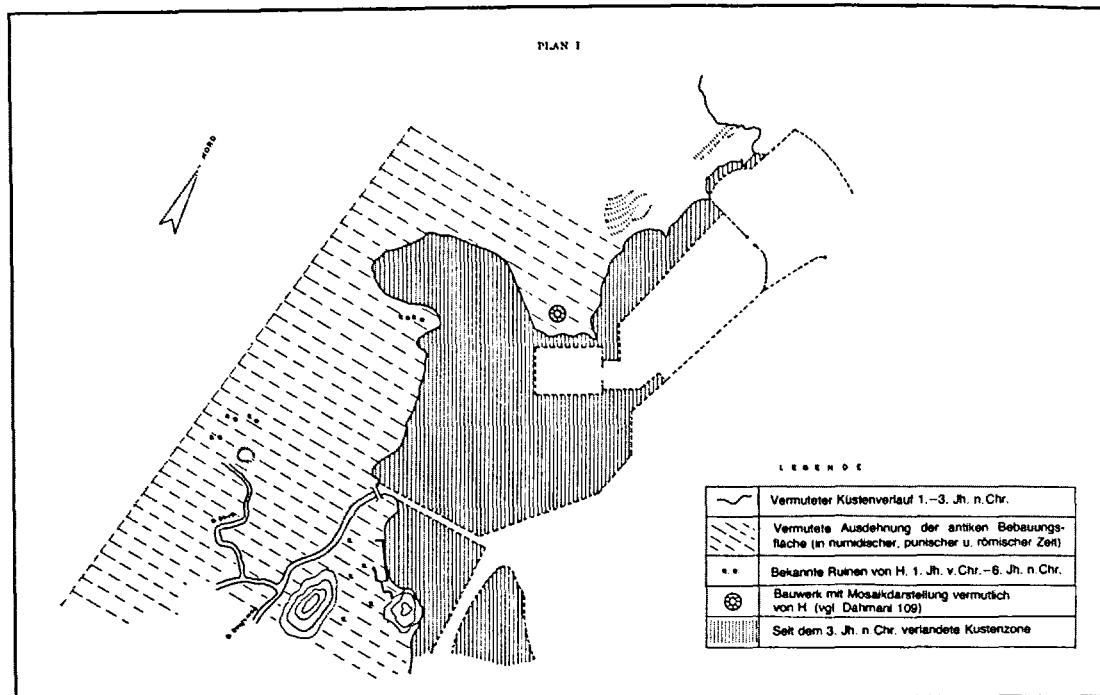 PLAN I
NORD
LEGENDE
Vermuteter Küstenverlauf 1.–3. Jh. n. Chr.
Vermutete Ausdehnung der antiken Bebauungs-
fläche (in numidischer, punischer u. römischer Zeit)
Bekannte Ruinen von H. 1. Jh. v. Chr.–6. Jh. n. Chr.
Bauwerk mit Mosaikdarstellung vermutlich
von H. (vgl. Dahmani 109)
Seit dem 3. Jh. n. Chr. verlandete Küstenzone